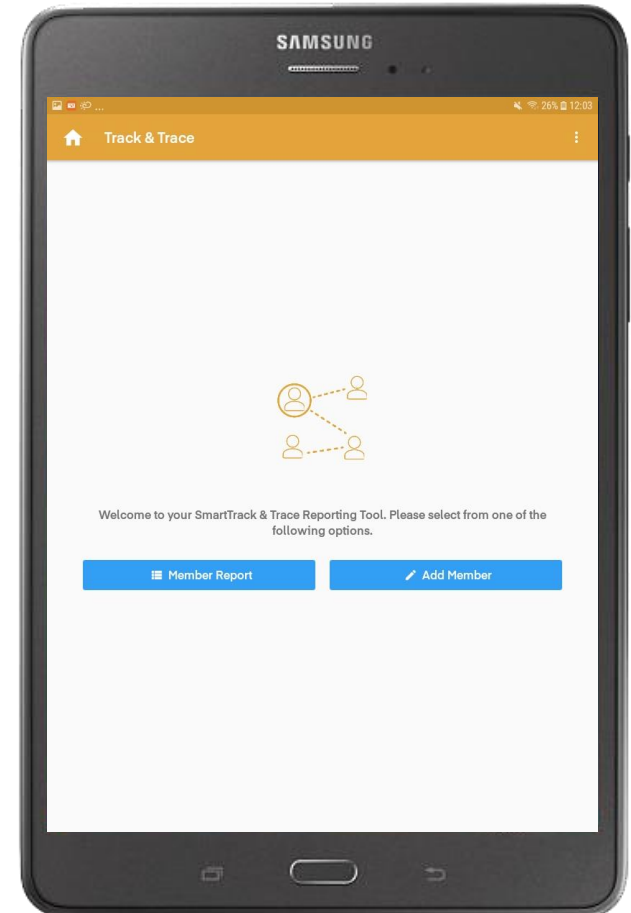 SAMSUNG
... 26% 12:03
Track & Trace
Welcome to your SmartTrack & Trace Reporting Tool. Please select from one of the
following options.
Member Report
Add Member